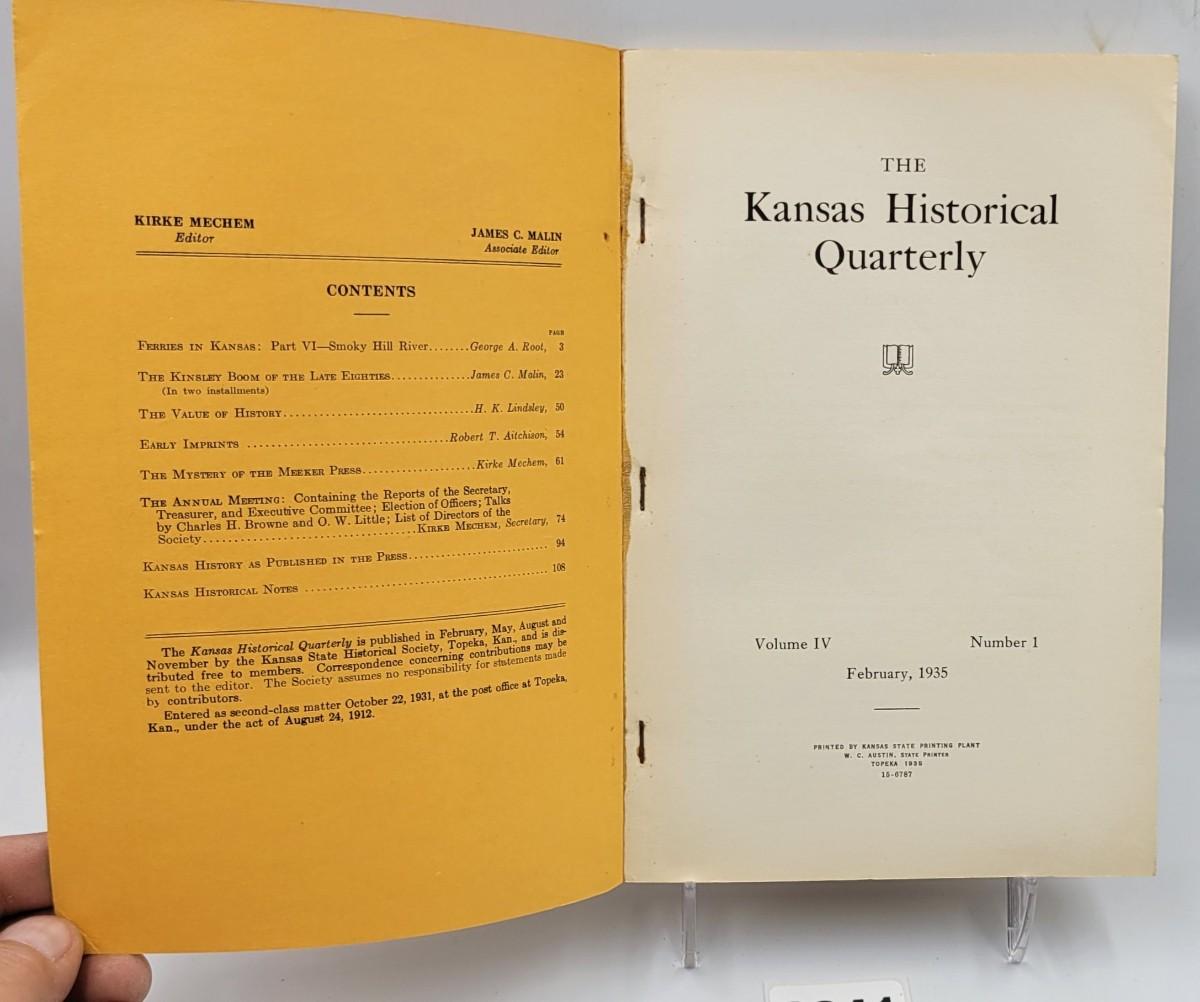 KIRKE MECHEM
Editor
JAMES C. MALIN
Associate Editor
CONTENTS
PAGE
FERRIES IN KANSAS: Part VI—Smoky Hill River........George A. Root, 3
THE KINSLEY BOOM OF THE LATE EIGHTIES..............James C. Malin, 23
(In two installments)
THE VALUE OF HISTORY.................................H. K. Lindsley, 50
EARLY IMPRINTS ...................................Robert T. Aitchison, 54
THE MYSTERY OF THE MEEKER PRESS....................Kirke Mechem, 61
THE ANNUAL MEETING: Containing the Reports of the Secretary,
Treasurer, and Executive Committee; Election of Officers; Talks
by Charles H. Browne and O. W. Little; List of Directors of the
Society.....................................KIRKE MECHEM, Secretary, 74
KANSAS HISTORY AS PUBLISHED IN THE PRESS........................ 94
KANSAS HISTORICAL NOTES .......................................... 108
The Kansas Historical Quarterly is published in February, May, August and
November by the Kansas State Historical Society, Topeka, Kan., and is dis-
tributed free to members. Correspondence concerning contributions may be
sent to the editor. The Society assumes no responsibility for statements made
by contributors.
Entered as second-class matter October 22, 1931, at the post office at Topeka,
Kan., under the act of August 24, 1912.
THE
Kansas Historical
Quarterly
Volume IV Number 1
February, 1935
PRINTED BY KANSAS STATE PRINTING PLANT
W. C. AUSTIN, STATE PRINTER
TOPEKA 1935
15-6787